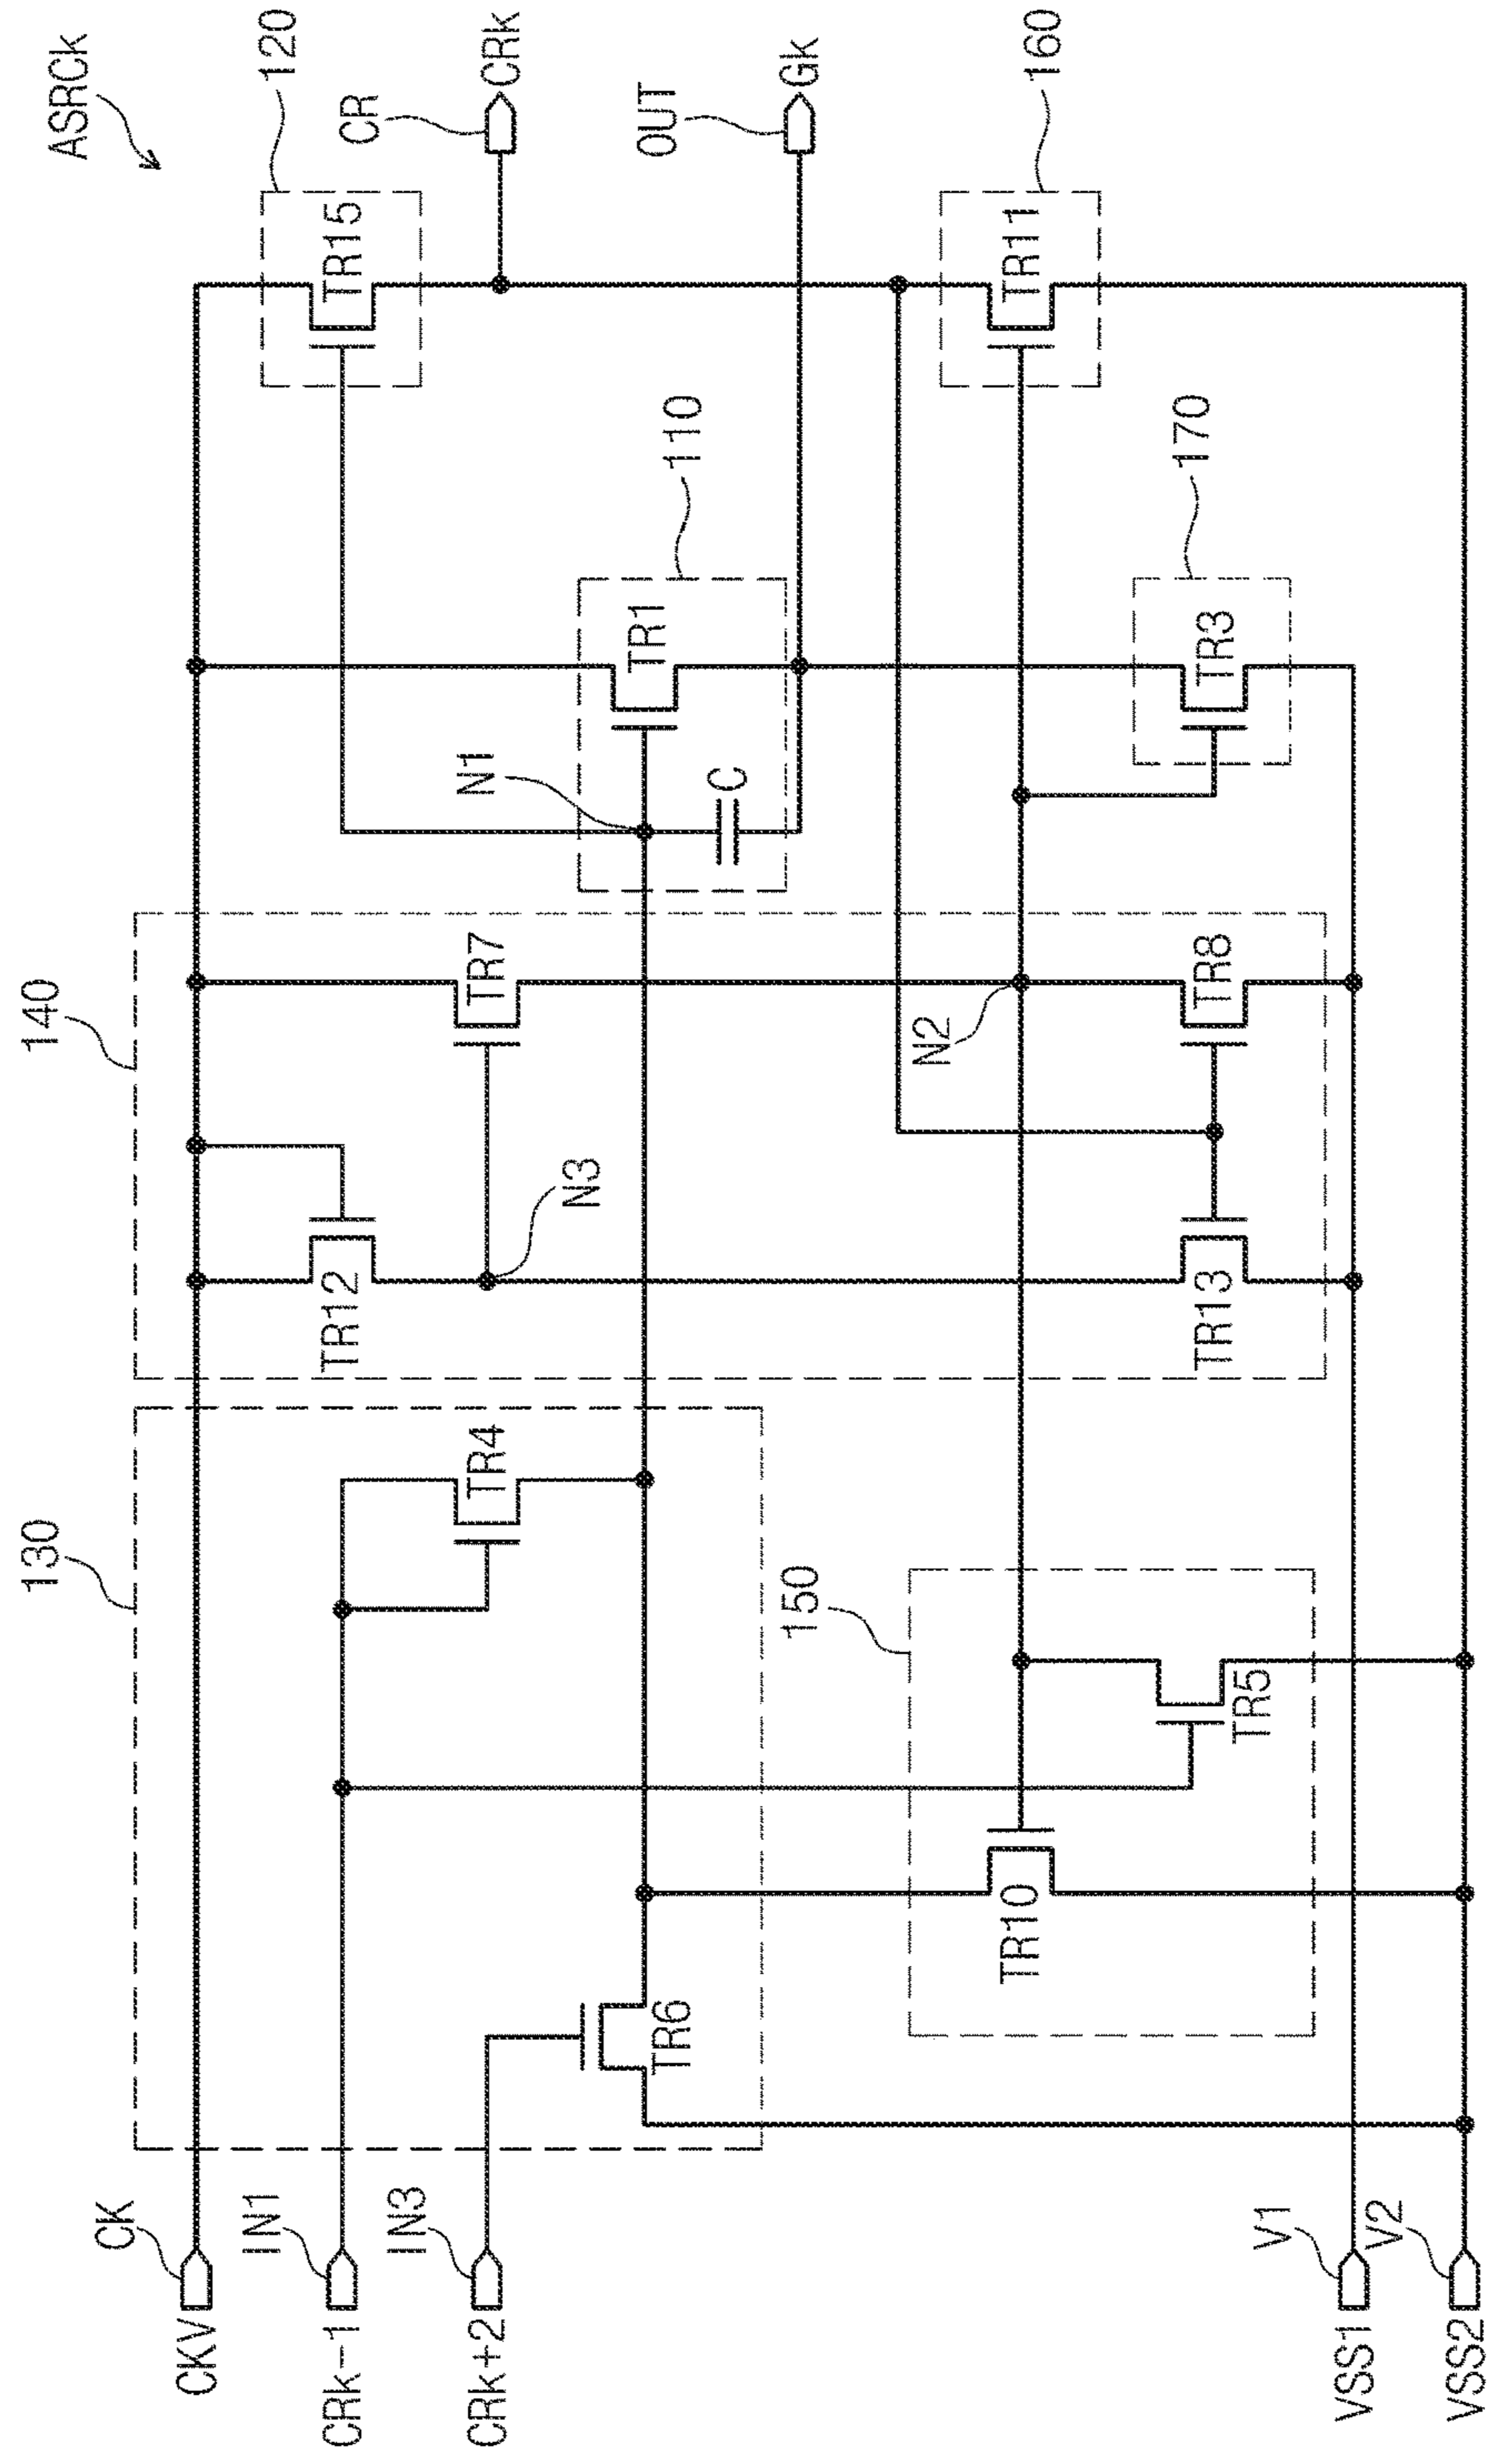 ASRCk
120
CR
CRk
OUT
Gk
160
TR15
TR11
110
170
TR1
TR3
N1
C
140
TR7
N2
TR8
N3
TR12
TR13
130
TR4
150
TR5
TR10
TR6
CK
CKV
IN1
CRk-1
IN3
CRk+2
V1
VSS1
V2
VSS2